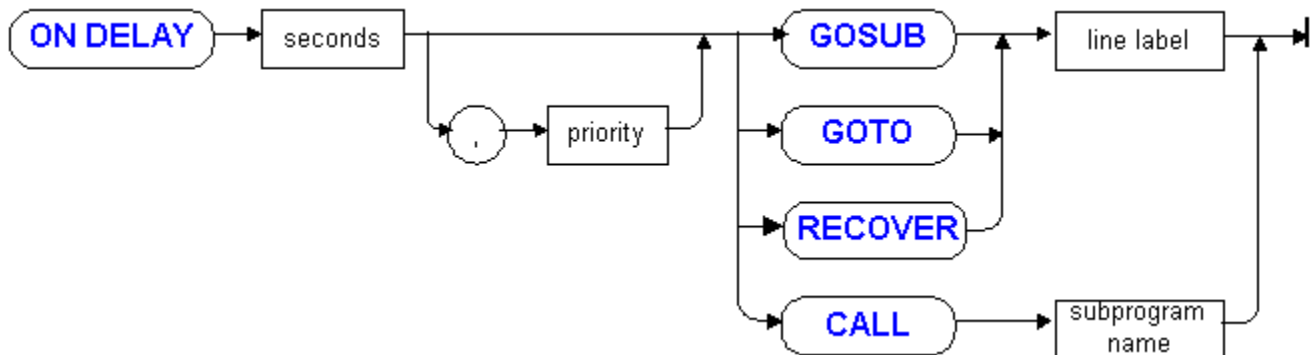 ON DELAY
seconds
,
priority
GOSUB
GOTO
RECOVER
CALL
line label
subprogram
name